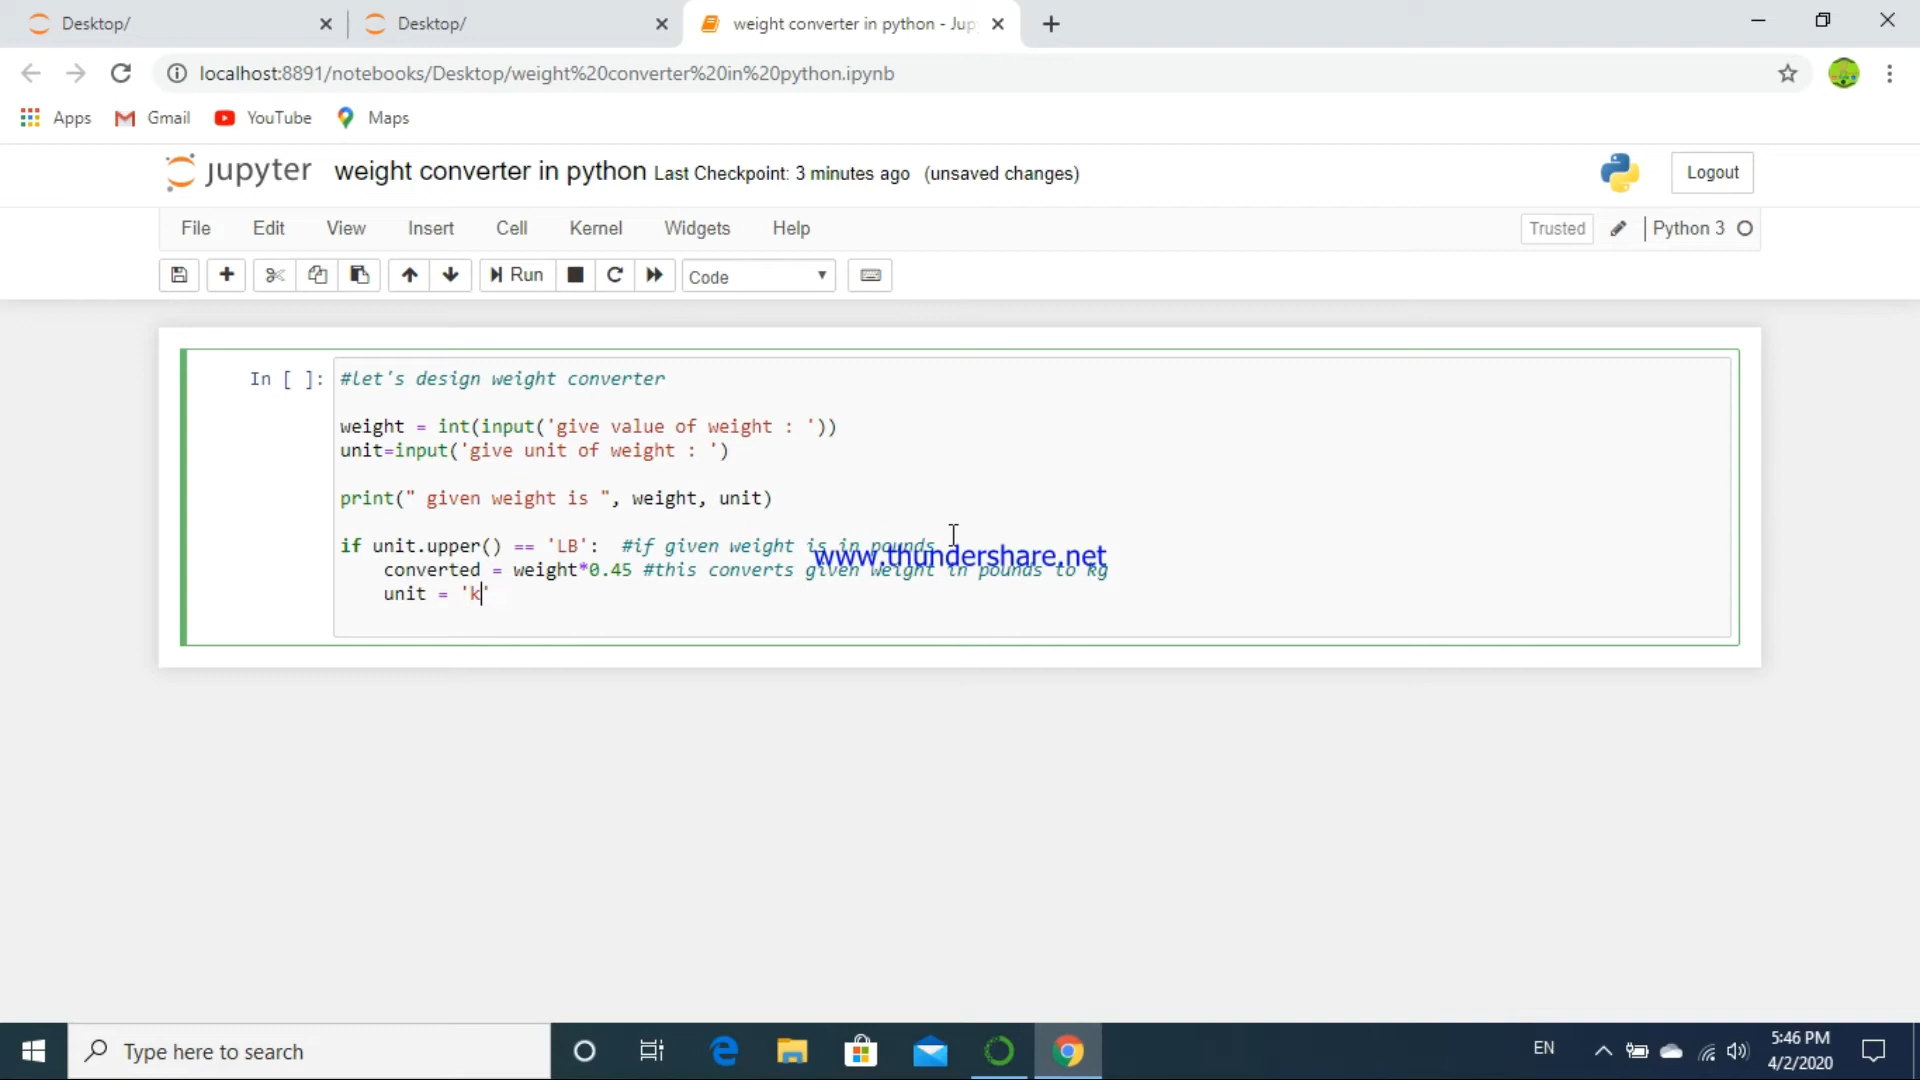 Desktop/
Desktop/
weight converter in python - Jup
localhost:8891/notebooks/Desktop/weight%20converter%20in%20python.ipynb
Apps Gmail YouTube Maps
jupyter weight converter in python Last Checkpoint: 3 minutes ago (unsaved changes)
Logout
File Edit View Insert Cell Kernel Widgets Help
Trusted Python 3
Run
Code
In [ ]:
#let's design weight converter
weight = int(input('give value of weight : '))
unit=input('give unit of weight : ')
print(" given weight is ", weight, unit)
if unit.upper() == 'LB':  #if given weight is in pounds
www.thundershare.net
    converted = weight*0.45 #this converts given weight in pounds to kg
    unit = 'k'
Type here to search
EN
5:46 PM
4/2/2020